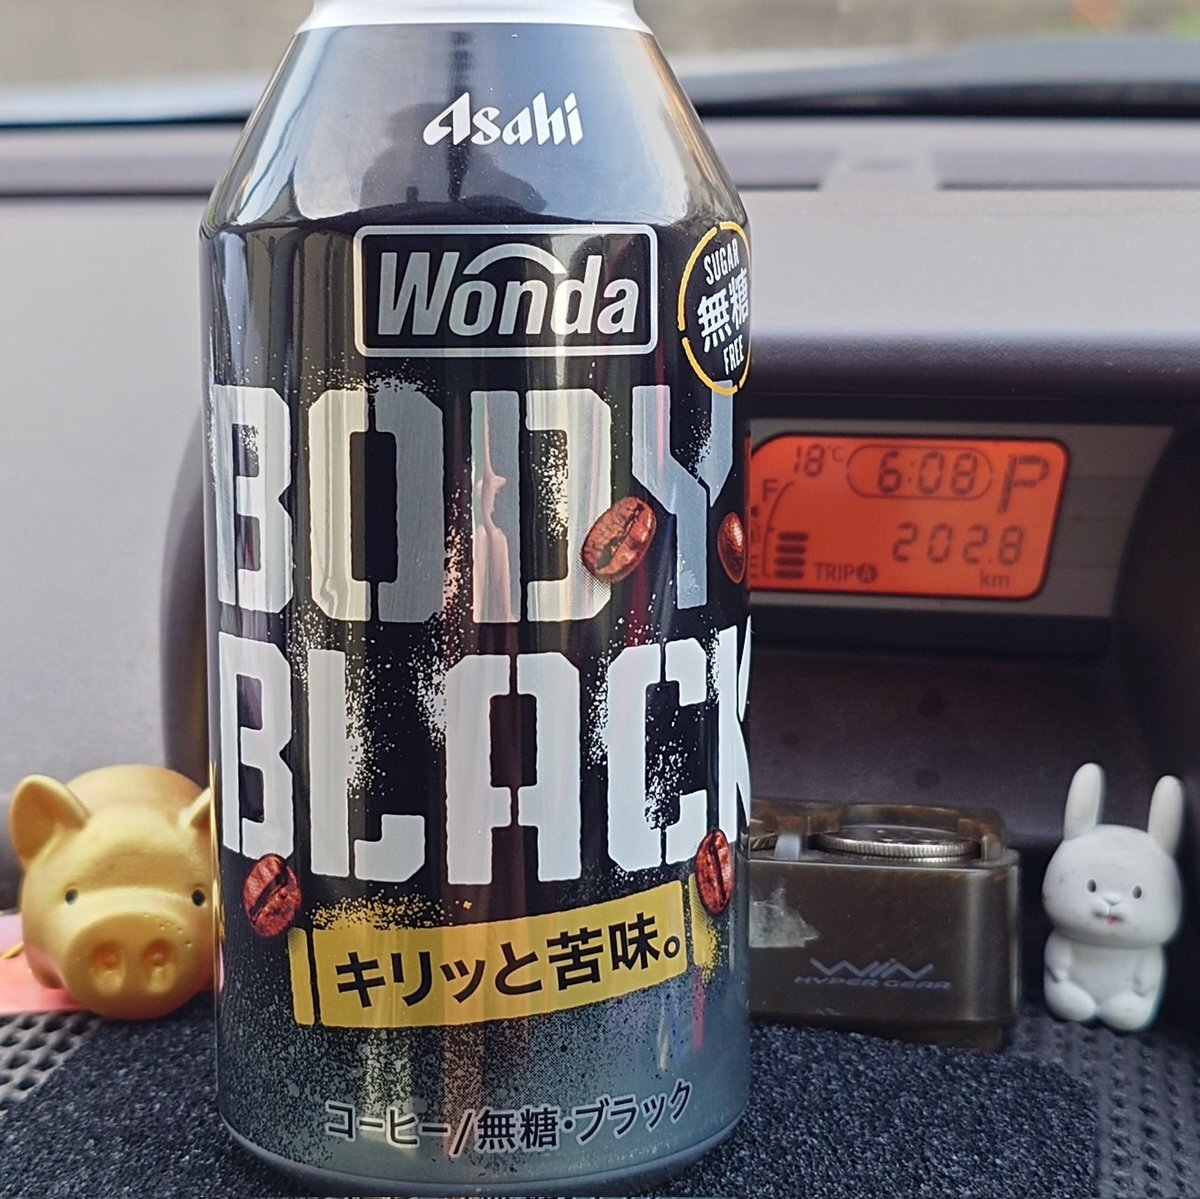 Asahi
Wonda
SUGAR
無糖
FREE
BODY
BLACK
キリッと苦味。
コーヒー/無糖・ブラック
18℃ 6:08 P
F
E
202.8
TRIP A km
WIN
HYPER GEAR